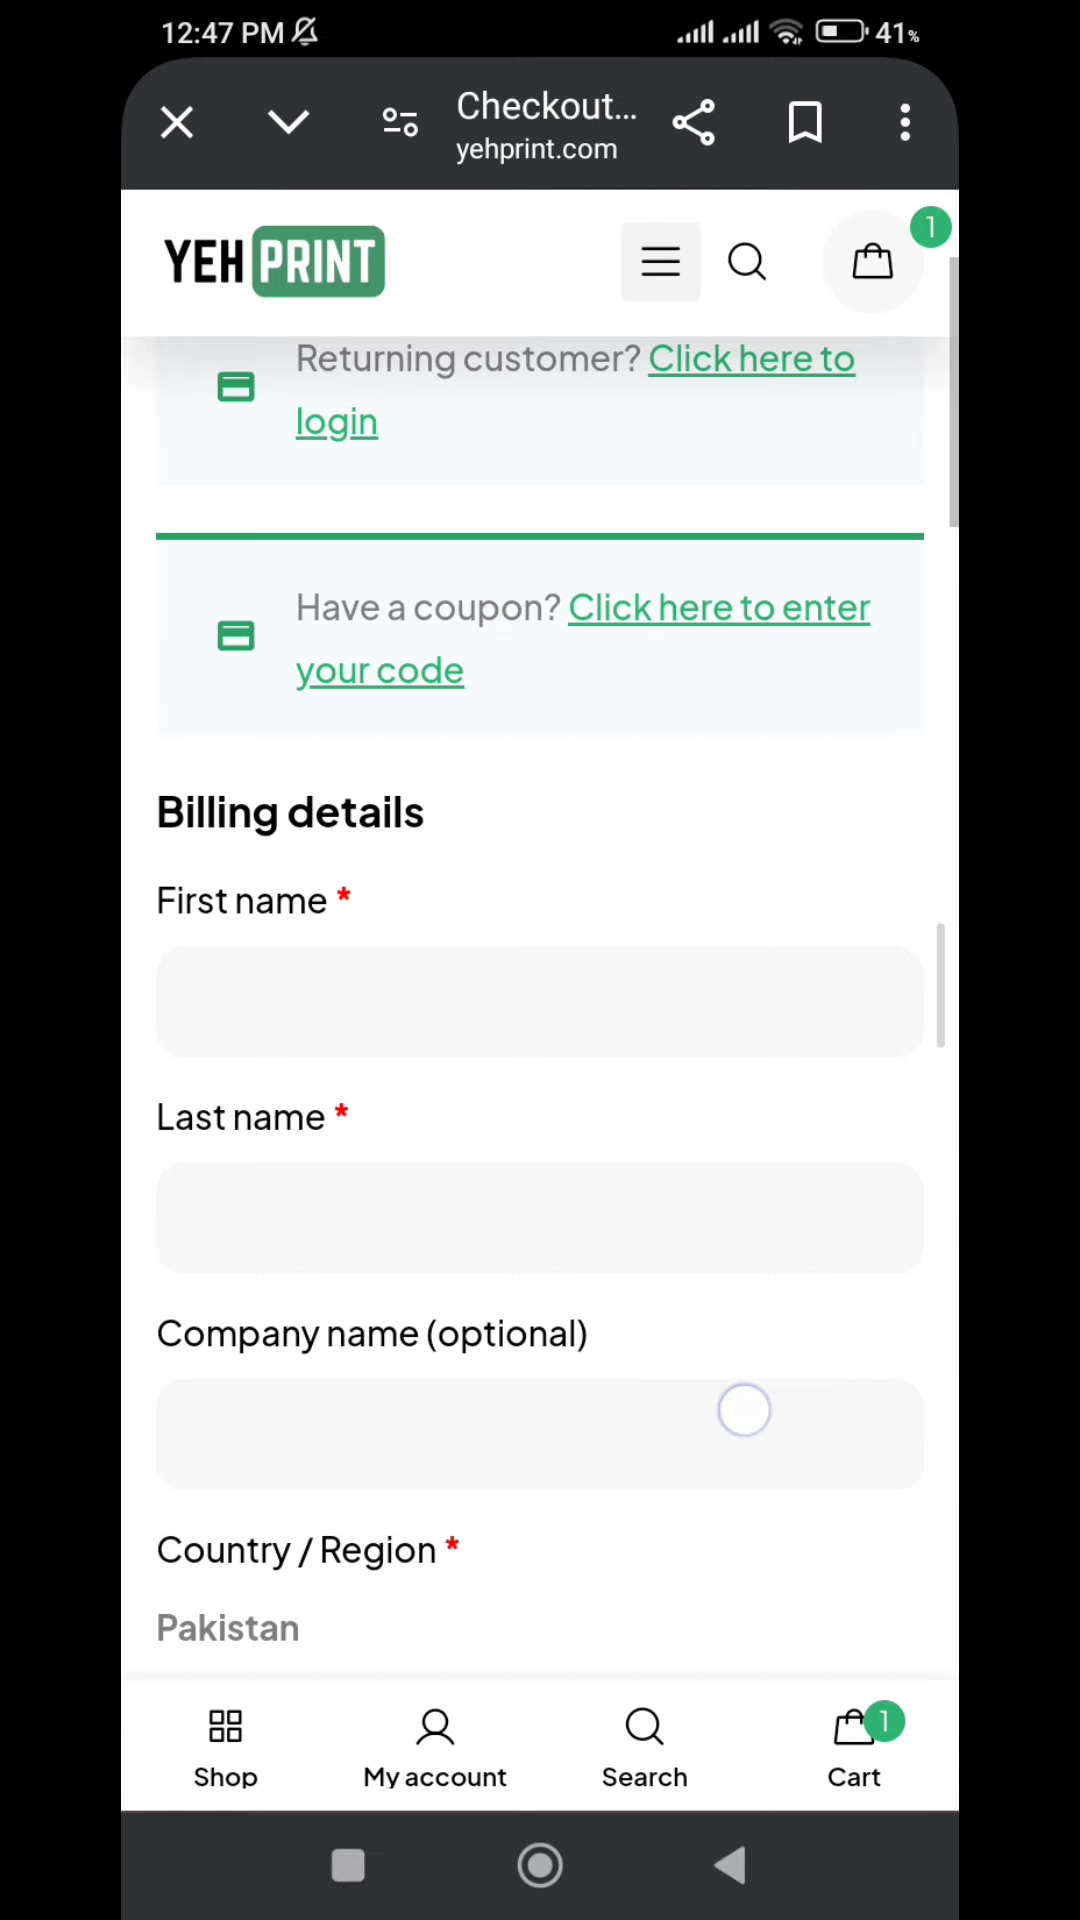 12:47 PM 41%
Checkout...
yehprint.com
YEH PRINT
1
Returning customer? Click here to
login
Have a coupon? Click here to enter
your code
Billing details
First name *
Last name *
Company name (optional)
Country / Region *
Pakistan
1
Shop My account Search Cart